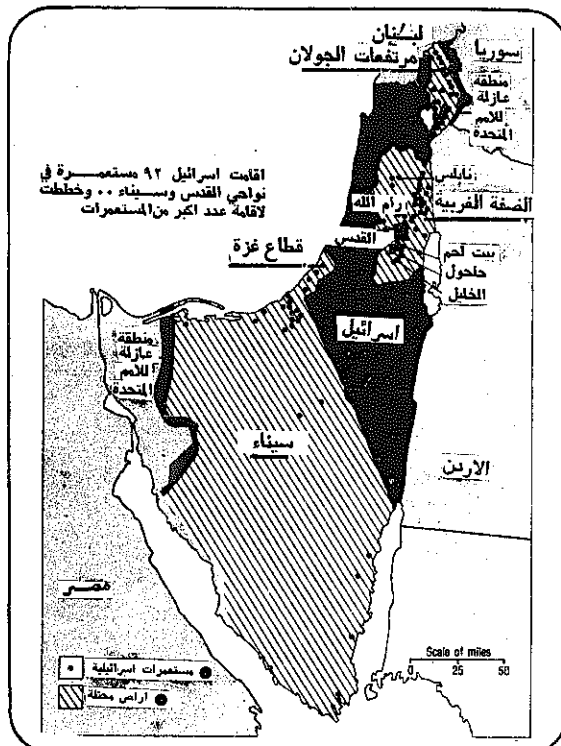 لبنان
مرتفعات الجولان
سوريا
منطقة
عازلة
للامم
المتحدة
اقامت اسرائيل ٩٢ مستعمرة في
نواحي القدس وسيناء .. وخططت
لاقامة عدد اكبر من المستعمرات
نابلس
الضفة الغربية
رام الله
القدس
بيت لحم
حلحول
الخليل
قطاع غزة
اسرائيل
منطقة
عازلة
للامم
المتحدة
سيناء
الاردن
مصر
Scale of miles
0 25 50
مستعمرات اسرائيلية
اراض محتلة